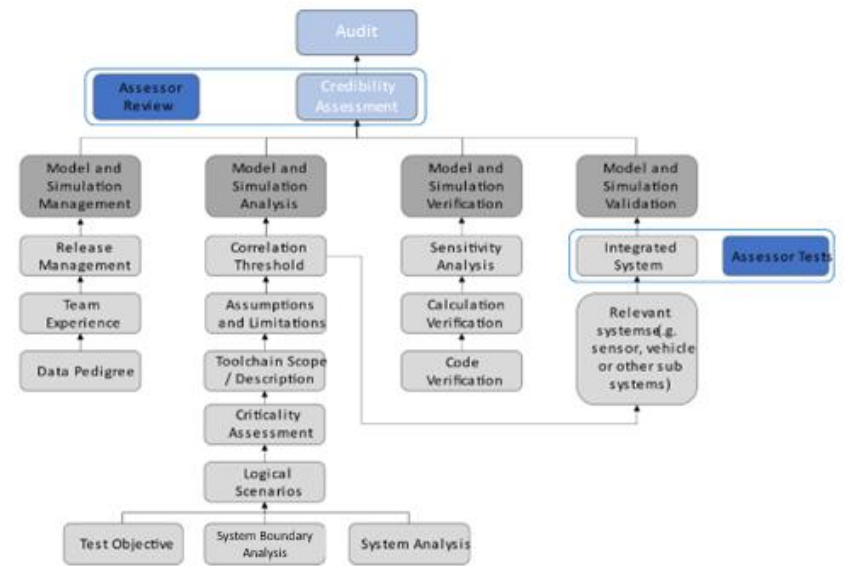 Audit
Assessor
Review
Credibility
Assessment
Model and
Simulation
Management
Model and
Simulation
Analysis
Model and
Simulation
Verification
Model and
Simulation
Validation
Release
Management
Correlation
Threshold
Sensitivity
Analysis
Integrated
System
Assessor Tests
Team
Experience
Assumptions
and Limitations
Calculation
Verification
Relevant
systemse(.g.
sensor, vehicle
or other sub
systems)
Data Pedigree
Toolchain Scope
/ Description
Code
Verification
Criticality
Assessment
Logical
Scenarios
Test Objective
System Boundary
Analysis
System Analysis